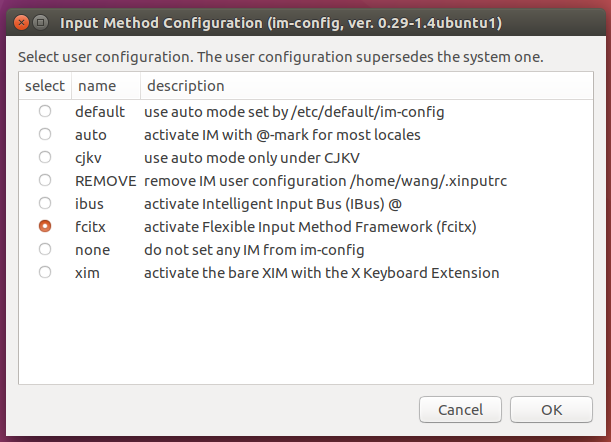 Input Method Configuration (im-config, ver. 0.29-1.4ubuntu1)
Select user configuration. The user configuration supersedes the system one.
select name description
default use auto mode set by /etc/default/im-config
auto activate IM with @-mark for most locales
cjkv use auto mode only under CJKV
REMOVE remove IM user configuration /home/wang/.xinputrc
ibus activate Intelligent Input Bus (IBus) @
fcitx activate Flexible Input Method Framework (fcitx)
none do not set any IM from im-config
xim activate the bare XIM with the X Keyboard Extension
Cancel OK